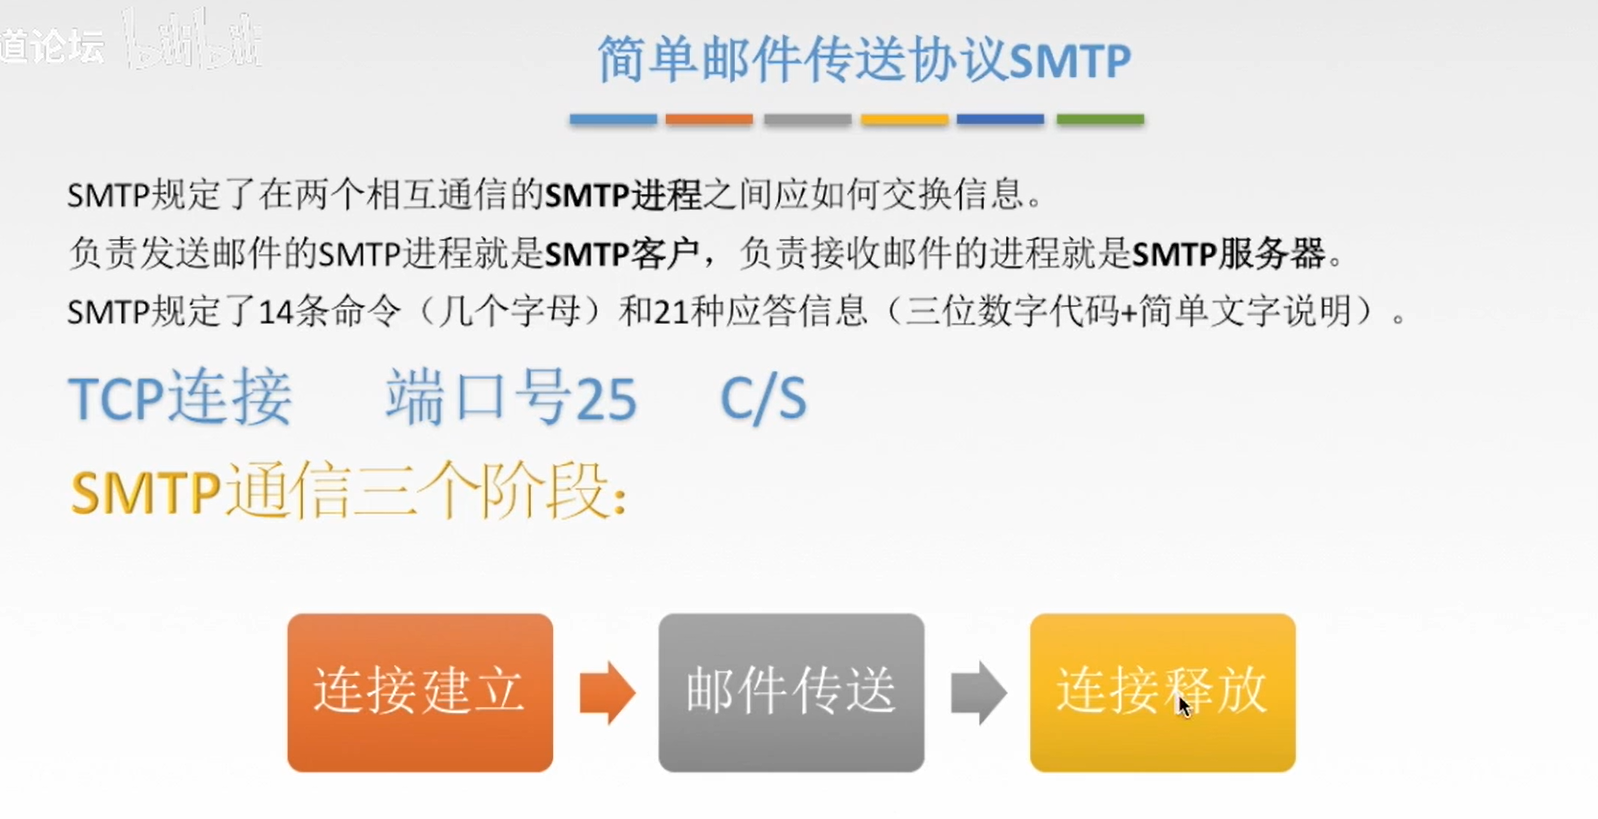 道论坛 bilibili
简单邮件传送协议SMTP
SMTP规定了在两个相互通信的SMTP进程之间应如何交换信息。
负责发送邮件的SMTP进程就是SMTP客户，负责接收邮件的进程就是SMTP服务器。
SMTP规定了14条命令（几个字母）和21种应答信息（三位数字代码+简单文字说明）。
TCP连接 端口号25 C/S
SMTP通信三个阶段:
连接建立 邮件传送 连接释放